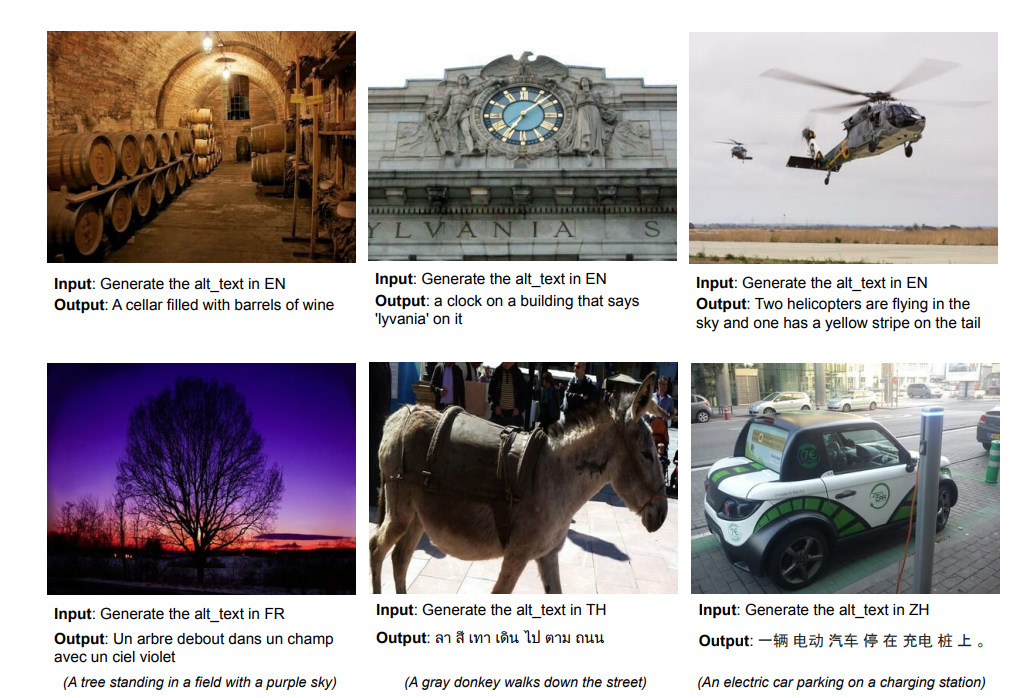 YLVANIA S
Input: Generate the alt_text in EN
Output: A cellar filled with barrels of wine
Input: Generate the alt_text in EN
Output: a clock on a building that says
'lyvania' on it
Input: Generate the alt_text in EN
Output: Two helicopters are flying in the
sky and one has a yellow stripe on the tail
Input: Generate the alt_text in FR
Output: Un arbre debout dans un champ
avec un ciel violet
(A tree standing in a field with a purple sky)
Input: Generate the alt_text in TH
Output: ลา สี เทา เดิน ไป ตาม ถนน
(A gray donkey walks down the street)
Input: Generate the alt_text in ZH
Output: 一辆 电动 汽车 停 在 充电 桩 上 。
(An electric car parking on a charging station)